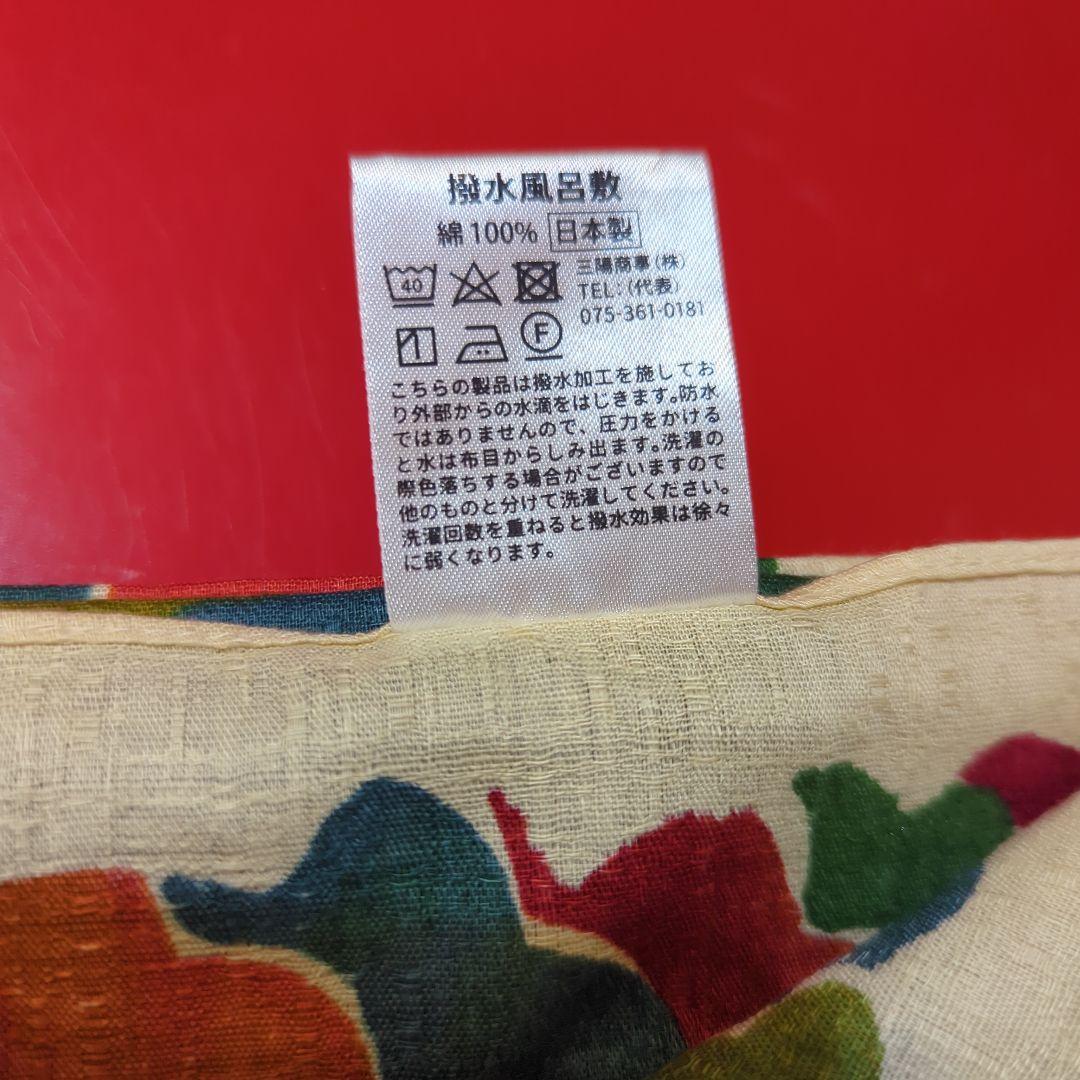 撥水風呂敷
綿100% 日本製
三陽商事(株)
TEL:(代表)
075-361-0181
40
F
こちらの製品は撥水加工を施してお
り外部からの水滴をはじきます。防水
ではありませんので、圧力をかける
と水は布目からしみ出ます。洗濯の
際色落ちする場合がございますので
他のものと分けて洗濯してください。
洗濯回数を重ねると撥水効果は徐々
に弱くなります。